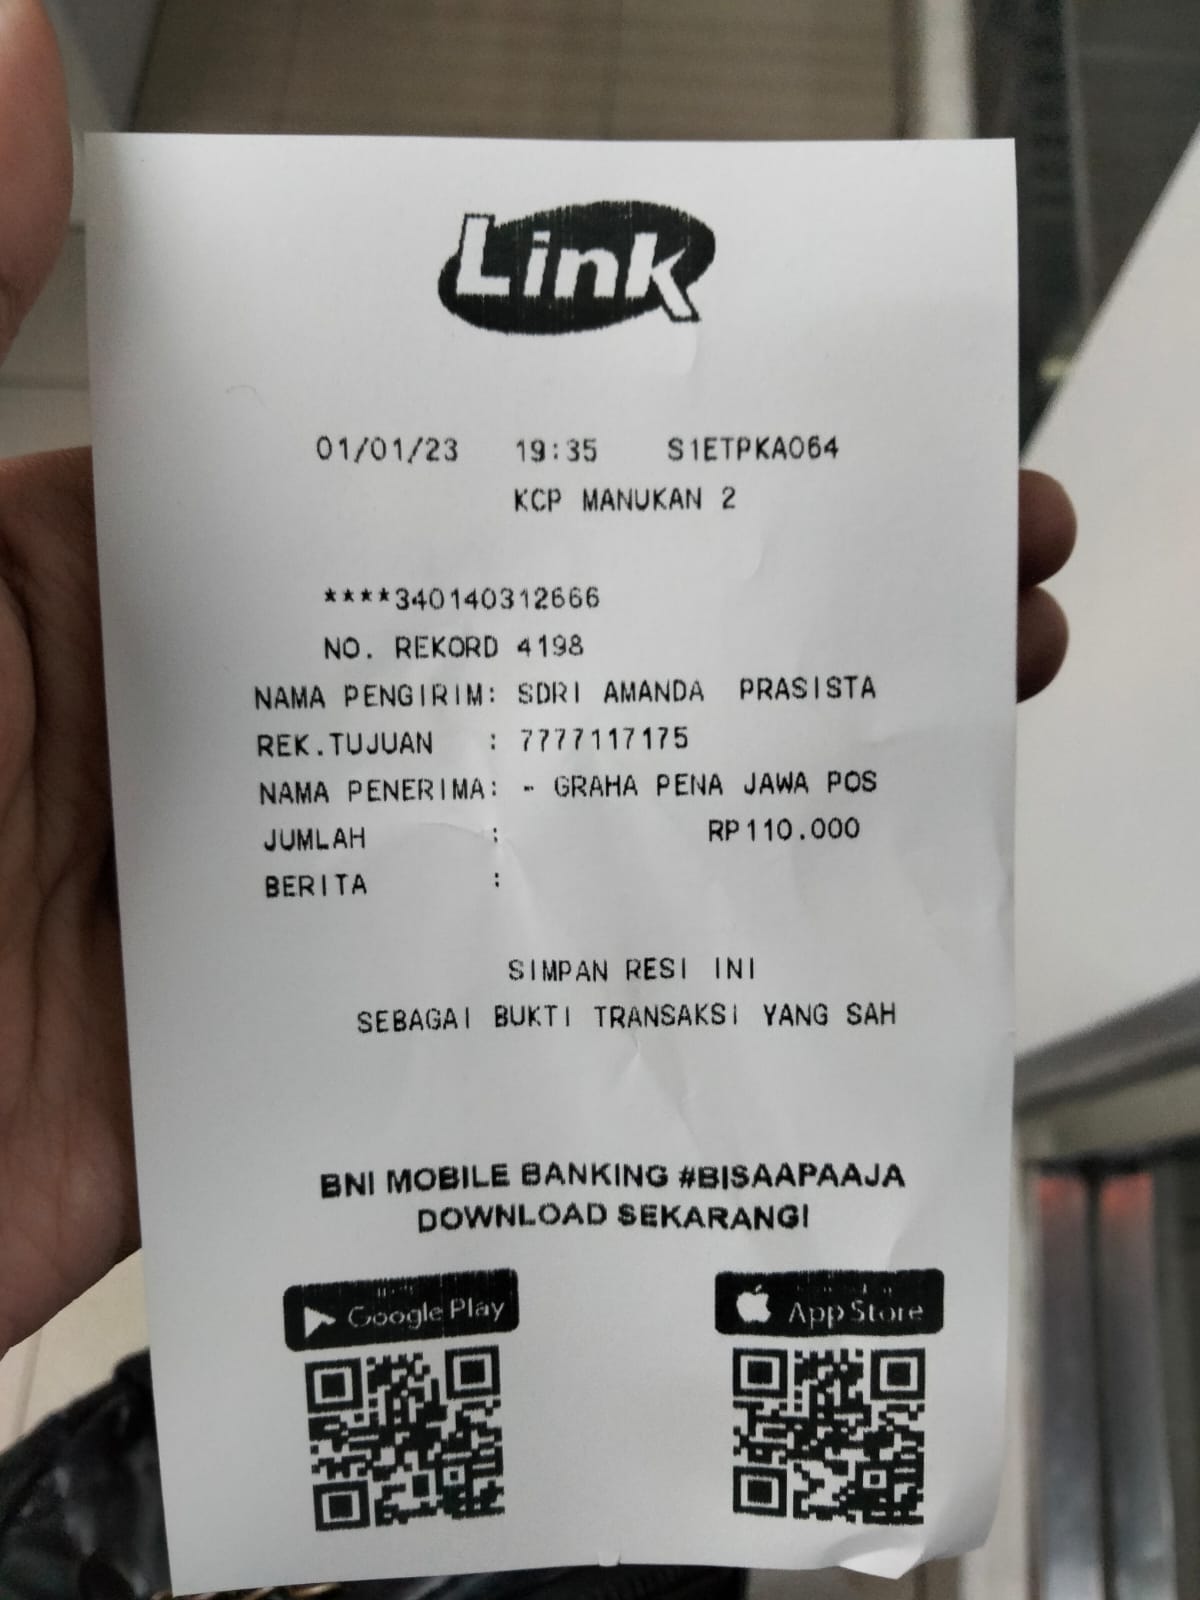 Link
01/01/23 19:35 S1ETPKA064
KCP MANUKAN 2
****340140312666
NO. REKORD 4198
NAMA PENGIRIM: SDRI AMANDA PRASISTA
REK.TUJUAN : 7777117175
NAMA PENERIMA: - GRAHA PENA JAWA POS
JUMLAH : RP110.000
BERITA :
SIMPAN RESI INI
SEBAGAI BUKTI TRANSAKSI YANG SAH
BNI MOBILE BANKING #BISAAPAAJA
DOWNLOAD SEKARANG!
Google Play
App Store